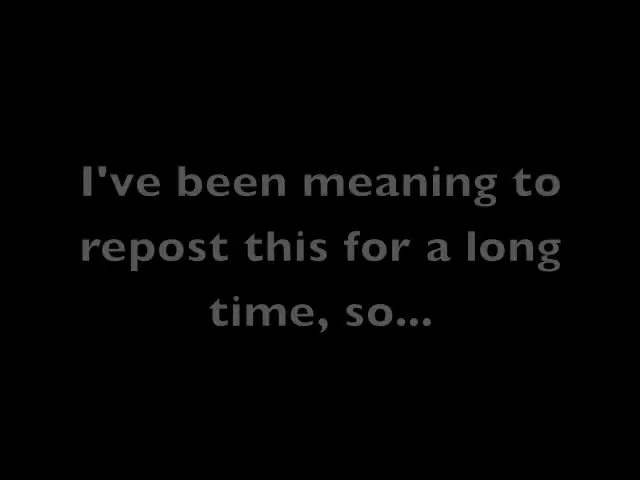 I've been meaning to
repost this for a long
time, so...